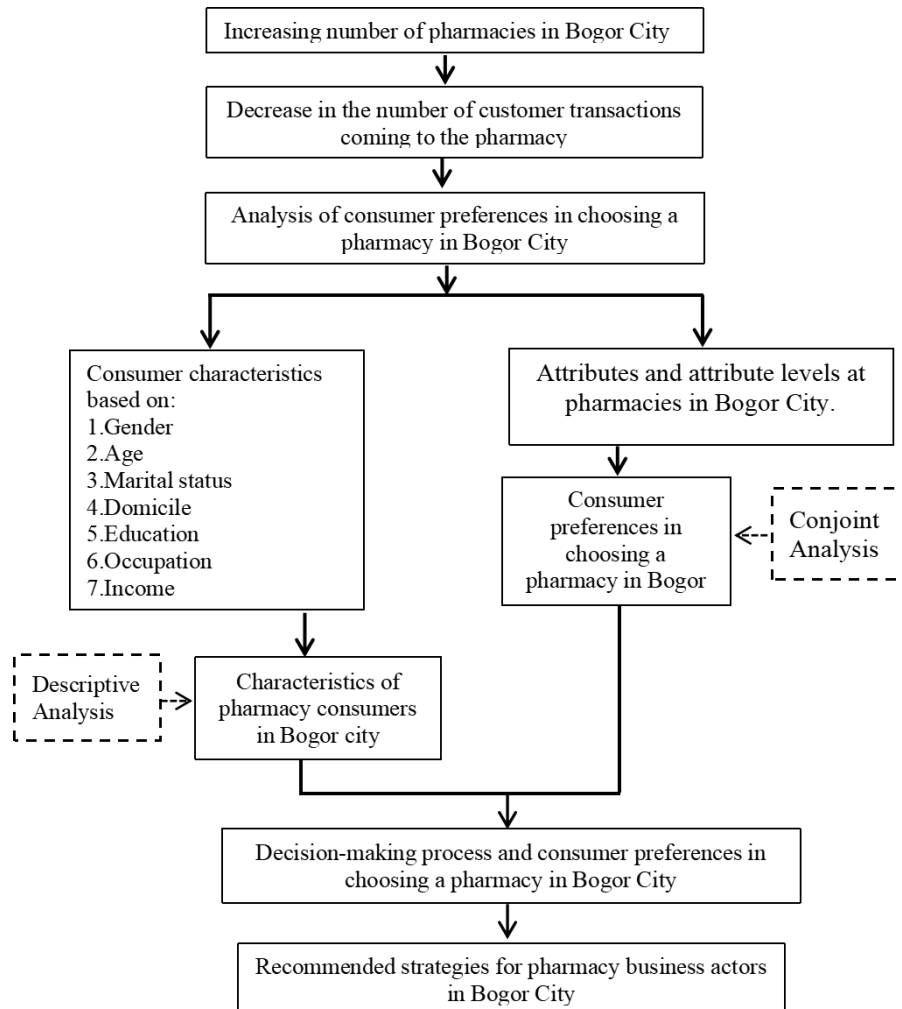 Increasing number of pharmacies in Bogor City
Decrease in the number of customer transactions
coming to the pharmacy
Analysis of consumer preferences in choosing a
pharmacy in Bogor City
Consumer characteristics
based on:
1.Gender
2.Age
3.Marital status
4.Domicile
5.Education
6.Occupation
7.Income
Attributes and attribute levels at
pharmacies in Bogor City.
Consumer
preferences in
choosing a
pharmacy in Bogor
Conjoint
Analysis
Descriptive
Analysis
Characteristics of
pharmacy consumers
in Bogor city
Decision-making process and consumer preferences in
choosing a pharmacy in Bogor City
Recommended strategies for pharmacy business actors
in Bogor City